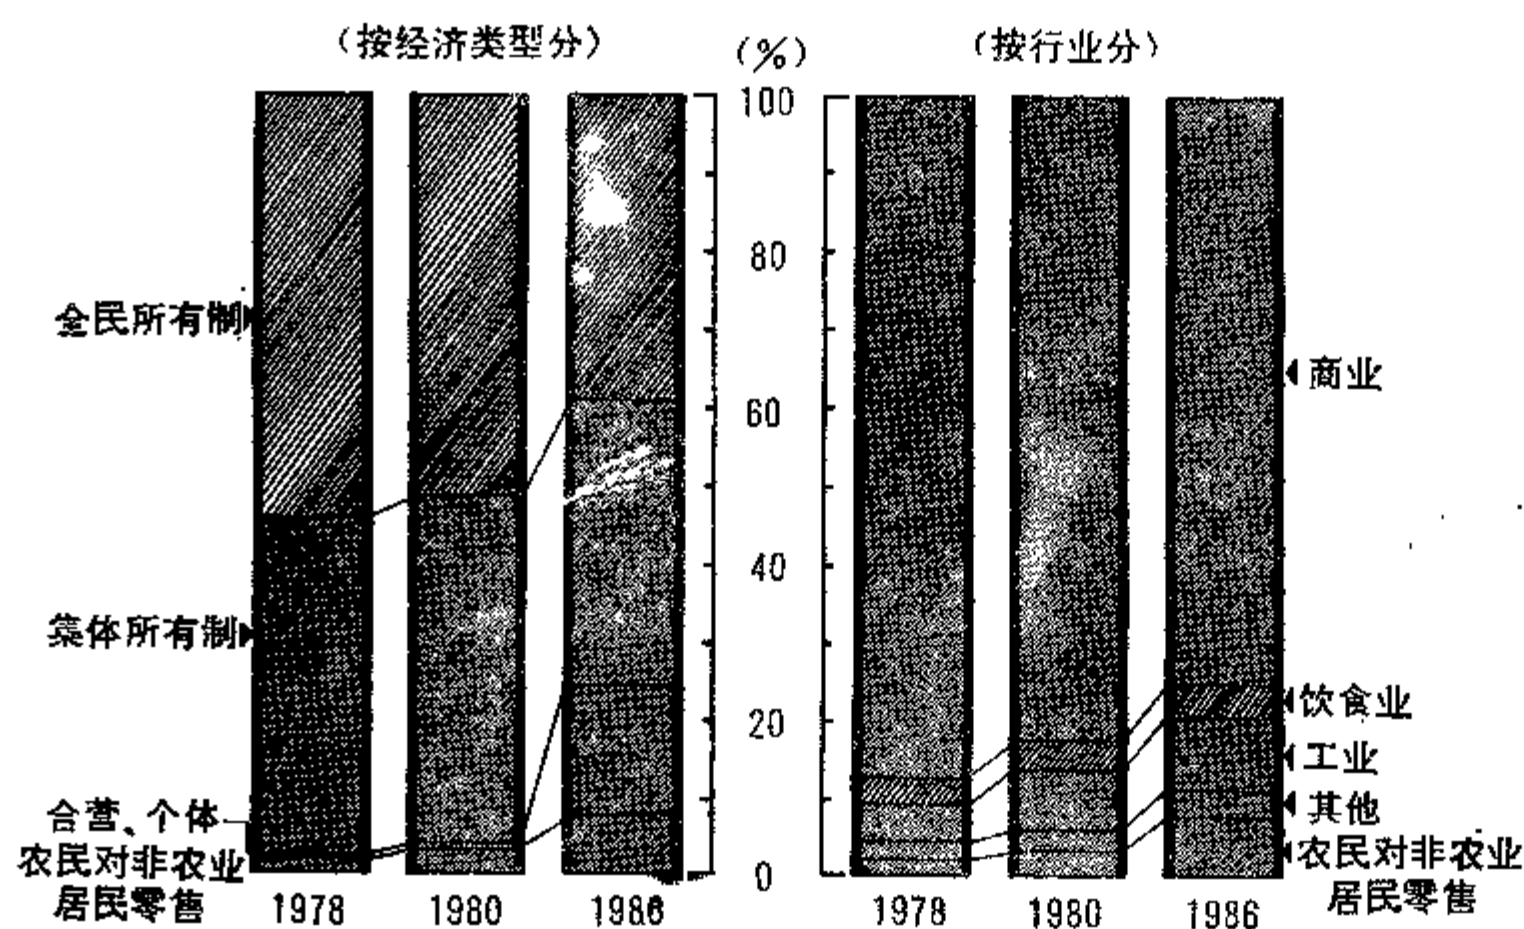 （按经济类型分）
（%）
（按行业分）
100
80
60
40
20
0
全民所有制
集体所有制
合营、个体
农民对非农业
居民零售
1978
1980
1986
商业
饮食业
工业
其他
农民对非农业
居民零售
1978
1980
1986